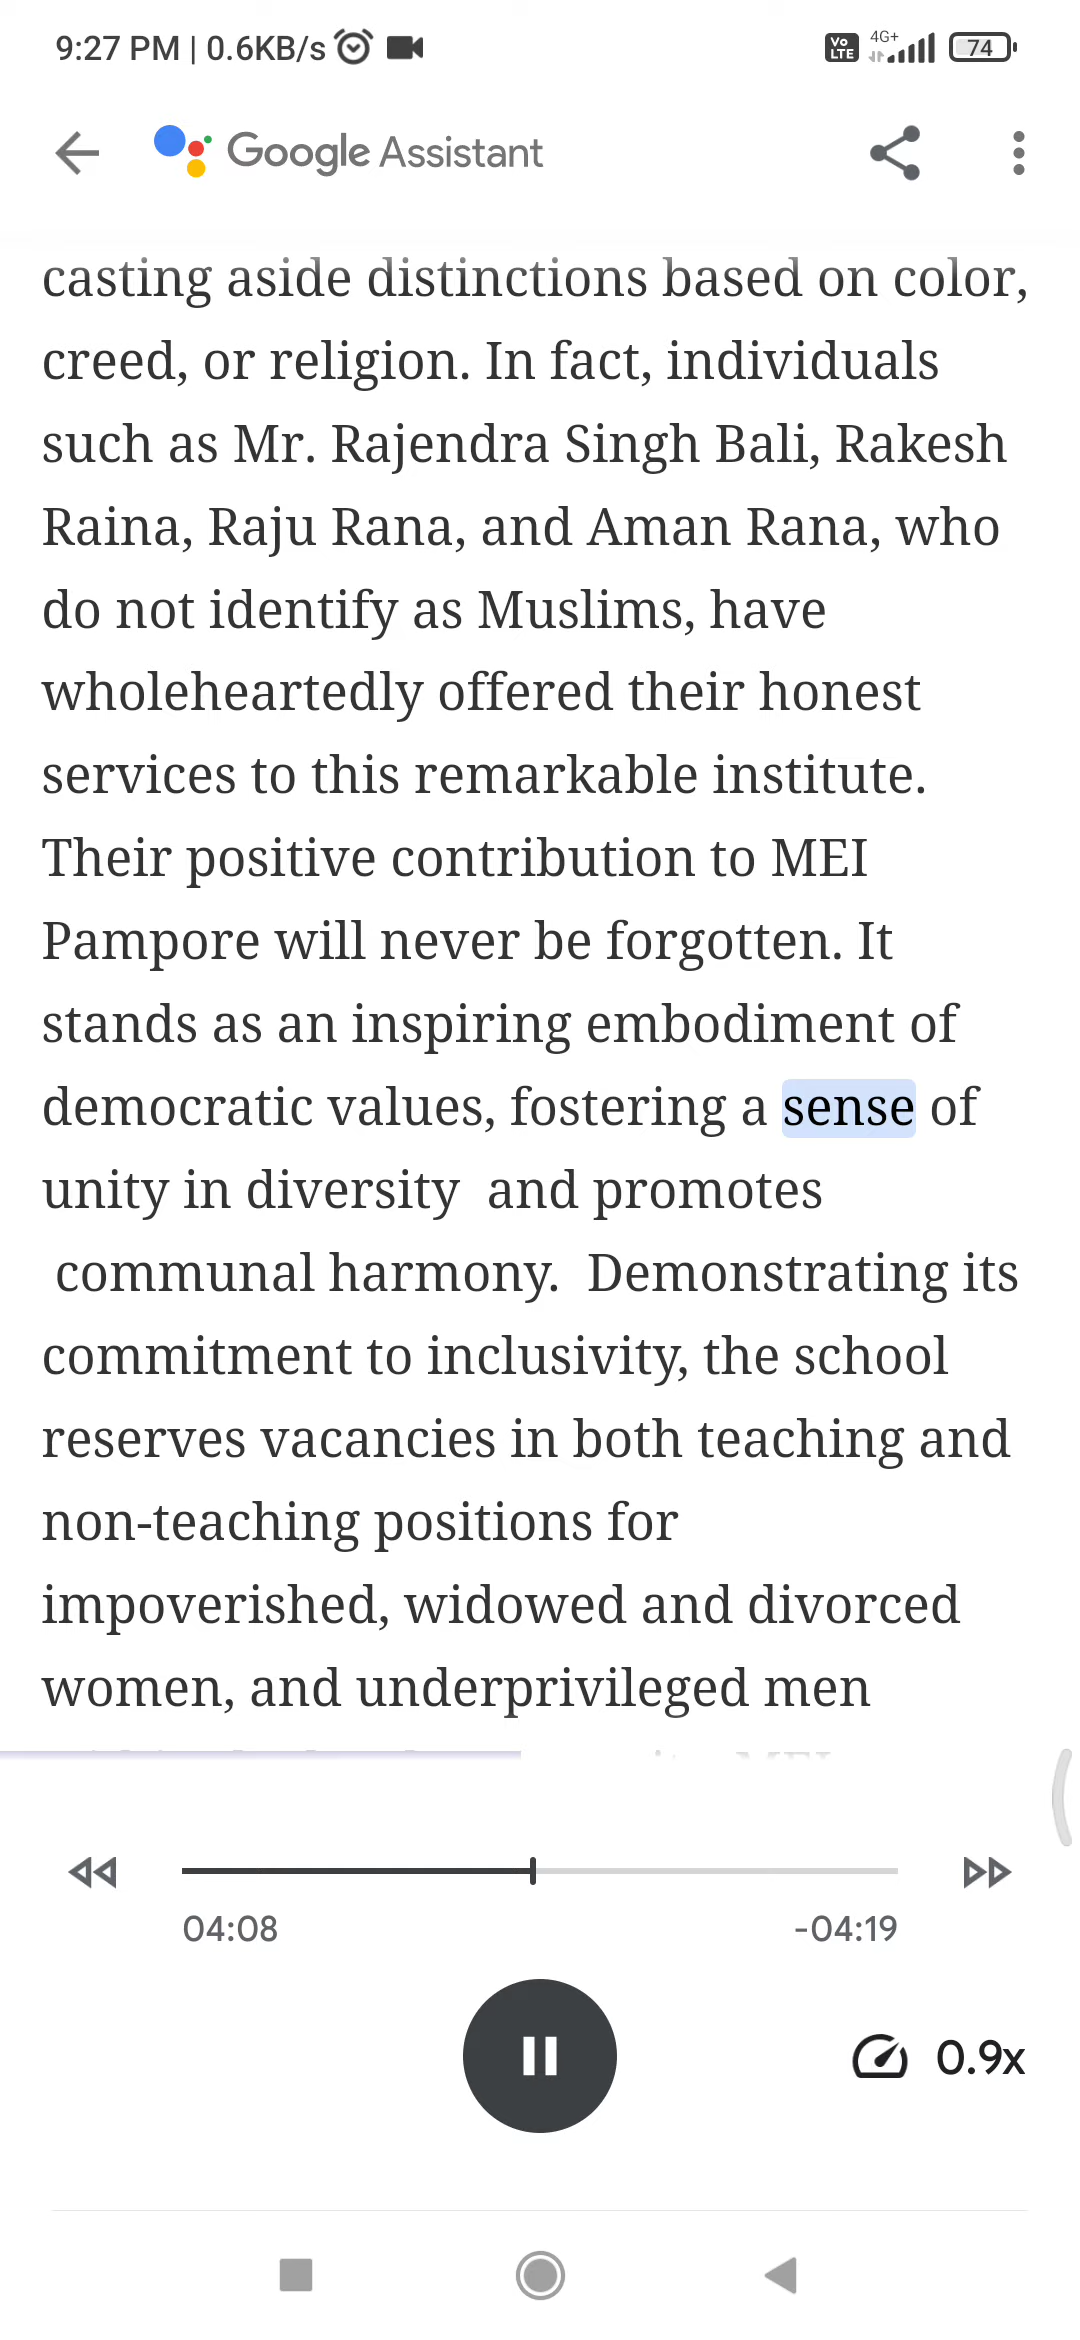 9:27 PM | 0.6KB/s
Vo LTE 4G+ 74
Google Assistant
casting aside distinctions based on color,
creed, or religion. In fact, individuals
such as Mr. Rajendra Singh Bali, Rakesh
Raina, Raju Rana, and Aman Rana, who
do not identify as Muslims, have
wholeheartedly offered their honest
services to this remarkable institute.
Their positive contribution to MEI
Pampore will never be forgotten. It
stands as an inspiring embodiment of
democratic values, fostering a sense of
unity in diversity  and promotes
communal harmony.  Demonstrating its
commitment to inclusivity, the school
reserves vacancies in both teaching and
non-teaching positions for
impoverished, widowed and divorced
women, and underprivileged men
04:08
-04:19
0.9x